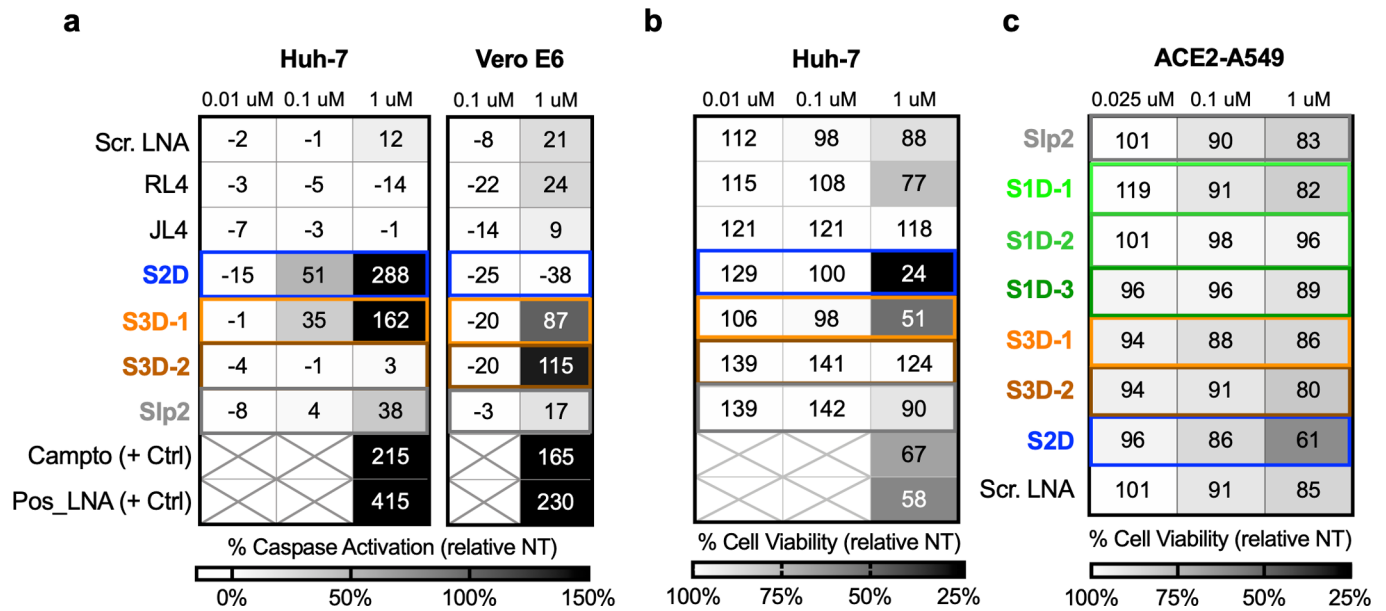 a
Huh-7 Vero E6
0.01 uM 0.1 uM 1 uM 0.1 uM 1 uM
Scr. LNA -2 -1 12 -8 21
RL4 -3 -5 -14 -22 24
JL4 -7 -3 -1 -14 9
S2D -15 51 288 -25 -38
S3D-1 -1 35 162 -20 87
S3D-2 -4 -1 3 -20 115
Slp2 -8 4 38 -3 17
Campto (+ Ctrl) 215 165
Pos_LNA (+ Ctrl) 415 230
% Caspase Activation (relative NT)
0% 50% 100% 150%
b
Huh-7
0.01 uM 0.1 uM 1 uM
112 98 88
115 108 77
121 121 118
129 100 24
106 98 51
139 141 124
139 142 90
67
58
% Cell Viability (relative NT)
100% 75% 50% 25%
c
ACE2-A549
0.025 uM 0.1 uM 1 uM
Slp2 101 90 83
S1D-1 119 91 82
S1D-2 101 98 96
S1D-3 96 96 89
S3D-1 94 88 86
S3D-2 94 91 80
S2D 96 86 61
Scr. LNA 101 91 85
% Cell Viability (relative NT)
100% 75% 50% 25%